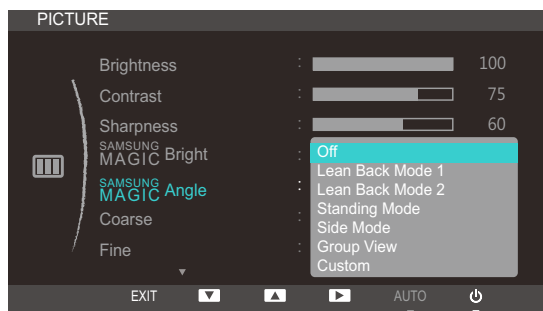 PICTURE
Brightness : 100
Contrast : 75
Sharpness : 60
SAMSUNG
MAGIC Bright :
SAMSUNG
MAGIC Angle :
Coarse :
Fine :
Off
Lean Back Mode 1
Lean Back Mode 2
Standing Mode
Side Mode
Group View
Custom
EXIT AUTO